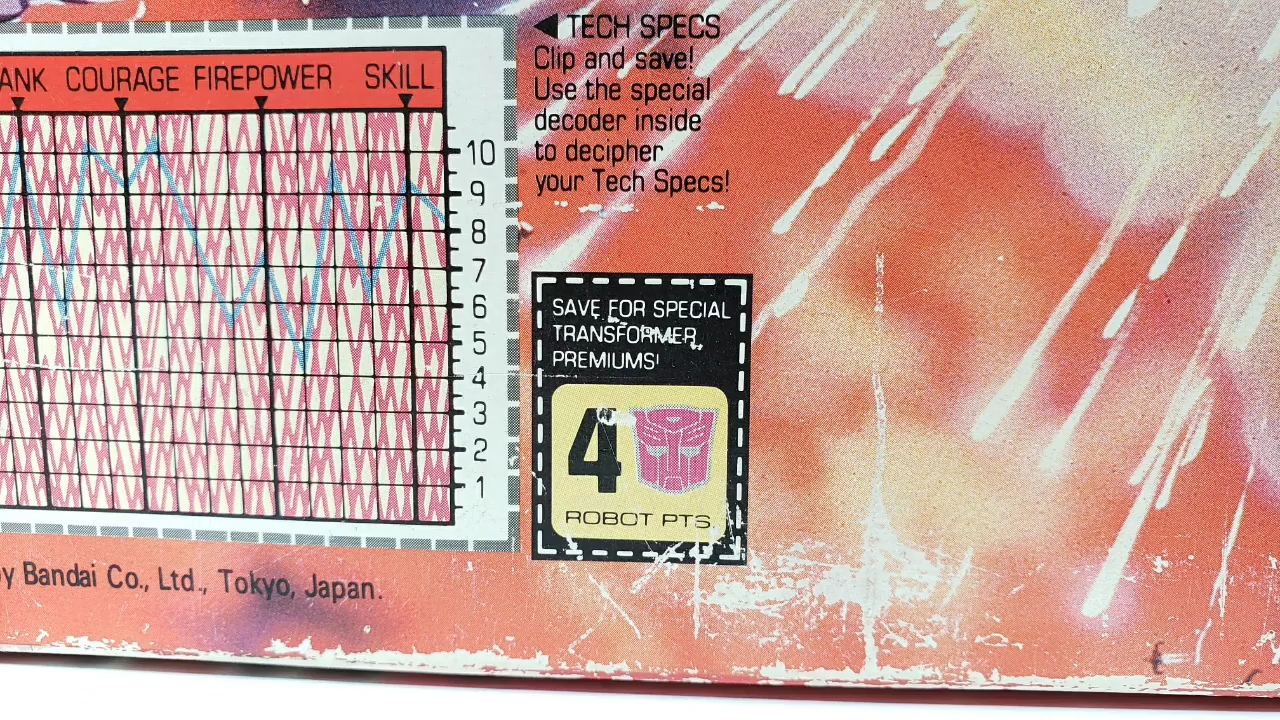 ANK COURAGE FIREPOWER SKILL
10
9
8
7
6
5
4
3
2
1
◀ TECH SPECS
Clip and save!
Use the special
decoder inside
to decipher
your Tech Specs!
SAVE FOR SPECIAL
TRANSFORMER
PREMIUMS!
4
ROBOT PTS.
y Bandai Co., Ltd., Tokyo, Japan.